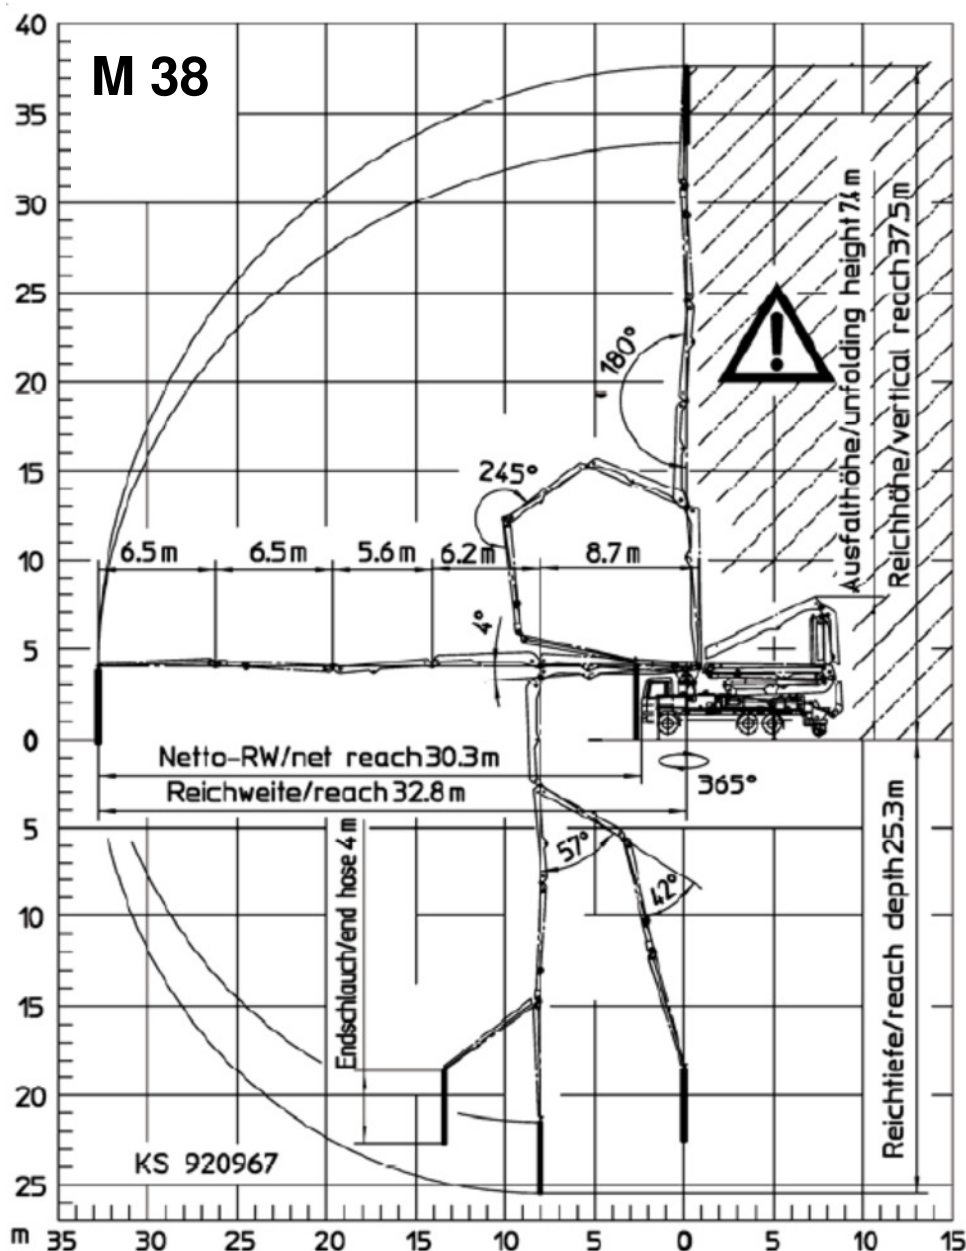 40
M 38
35
30
25
20
15
10
5
0
5
10
15
20
25
m
180°
245°
6.5m
6.5m
5.6m
6.2m
8.7m
4°
Ausfalthöhe/unfolding height 7.4 m
Reichhöhe/vertical reach 37.5m
Netto-RW/net reach 30.3m
Reichweite/reach 32.8 m
365°
57°
42°
Endschlauch/end hose 4 m
Reichtiefe/reach depth 25.3m
KS 920967
35 30 25 20 15 10 5 0 5 10 15